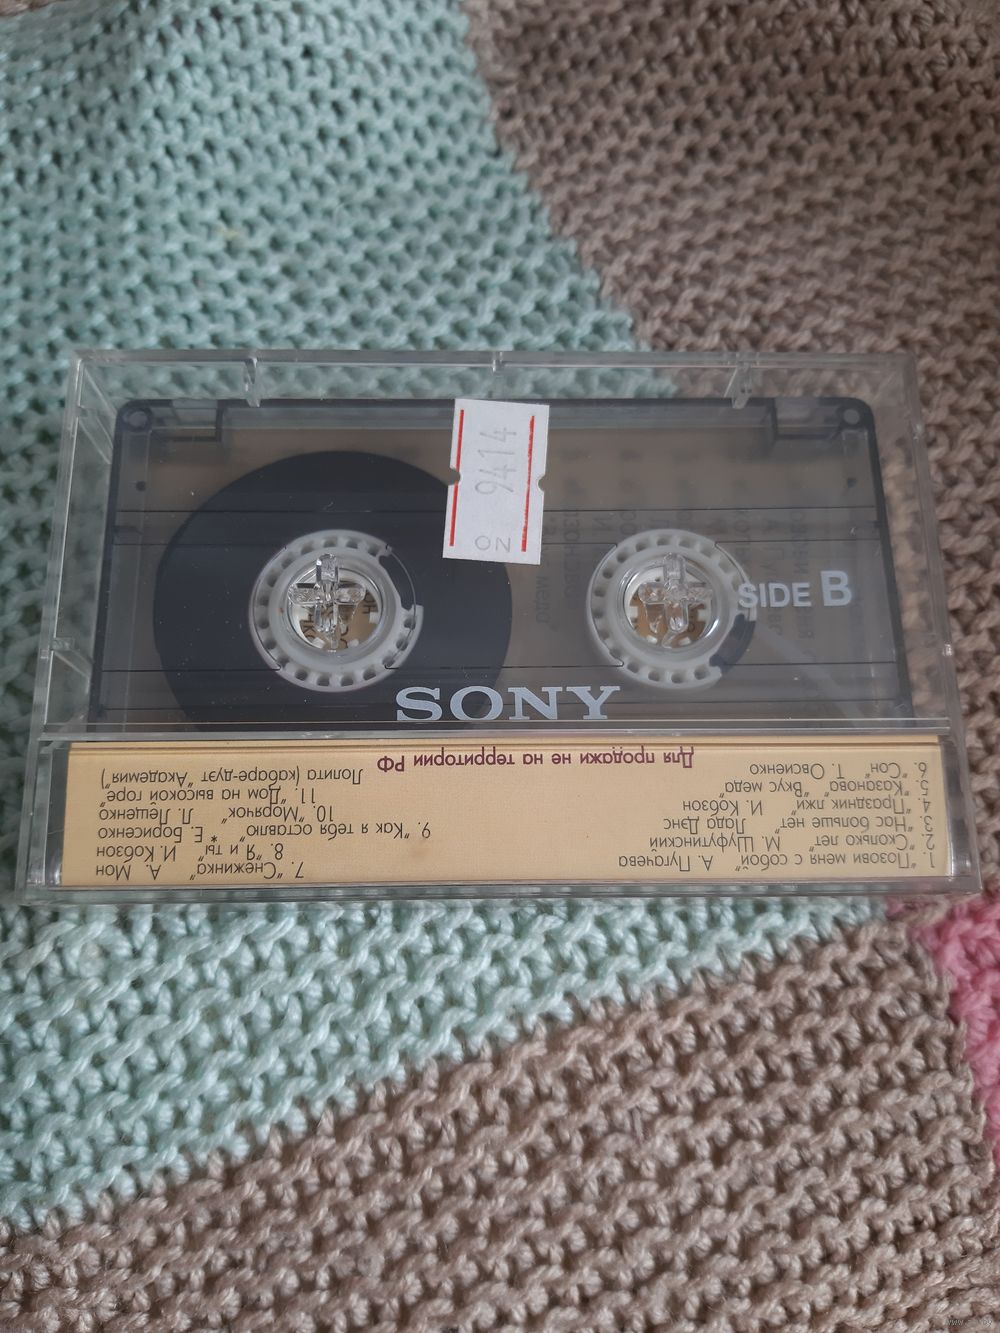 9414
ON
SIDE B
SONY
Для продажи не на территории РФ
1. "Позови меня с собой" А. Пугачева
2. "Сколько лет" М. Шуфутинский
3. "Нас больше нет" Лада Дэнс
4. "Праздник лжи" И. Кобзон
5. "Казанова" "Вкус меда"
6. "Сон" Т. Овсиенко
7. "Снежинка" А. Мон
8. "Я и ты" И. Кобзон
9. "Как я тебя оставлю" Е. Борисенко
10. "Морячок" Л. Лещенко
11. "Дом на высокой горе"
Лолита (кабаре-дуэт "Академия")